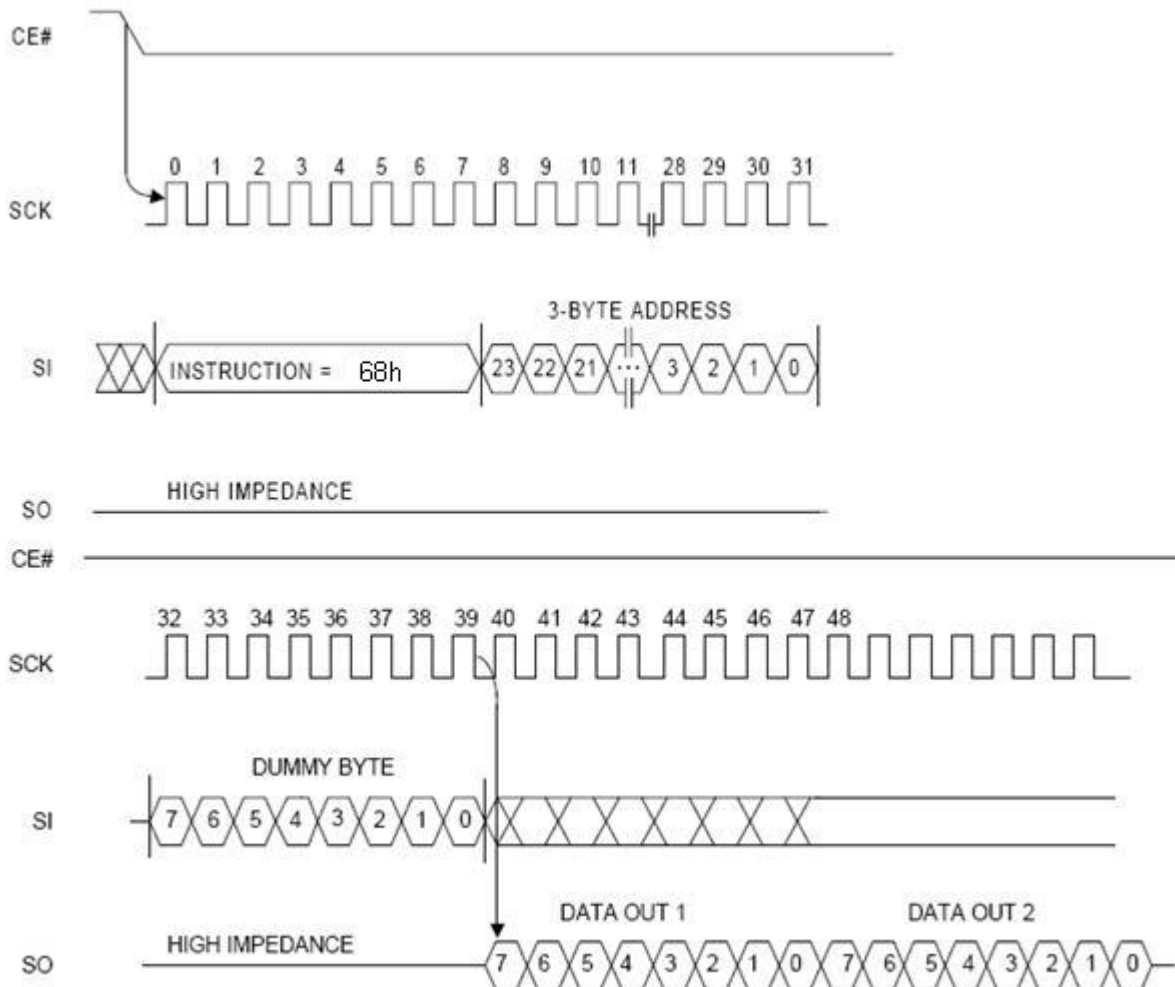 CE#
0 1 2 3 4 5 6 7 8 9 10 11 28 29 30 31
SCK
3-BYTE ADDRESS
SI INSTRUCTION = 68h 23 22 21 ... 3 2 1 0
HIGH IMPEDANCE
SO
CE#
32 33 34 35 36 37 38 39 40 41 42 43 44 45 46 47 48
SCK
DUMMY BYTE
SI 7 6 5 4 3 2 1 0
DATA OUT 1 DATA OUT 2
HIGH IMPEDANCE
SO 7 6 5 4 3 2 1 0 7 6 5 4 3 2 1 0